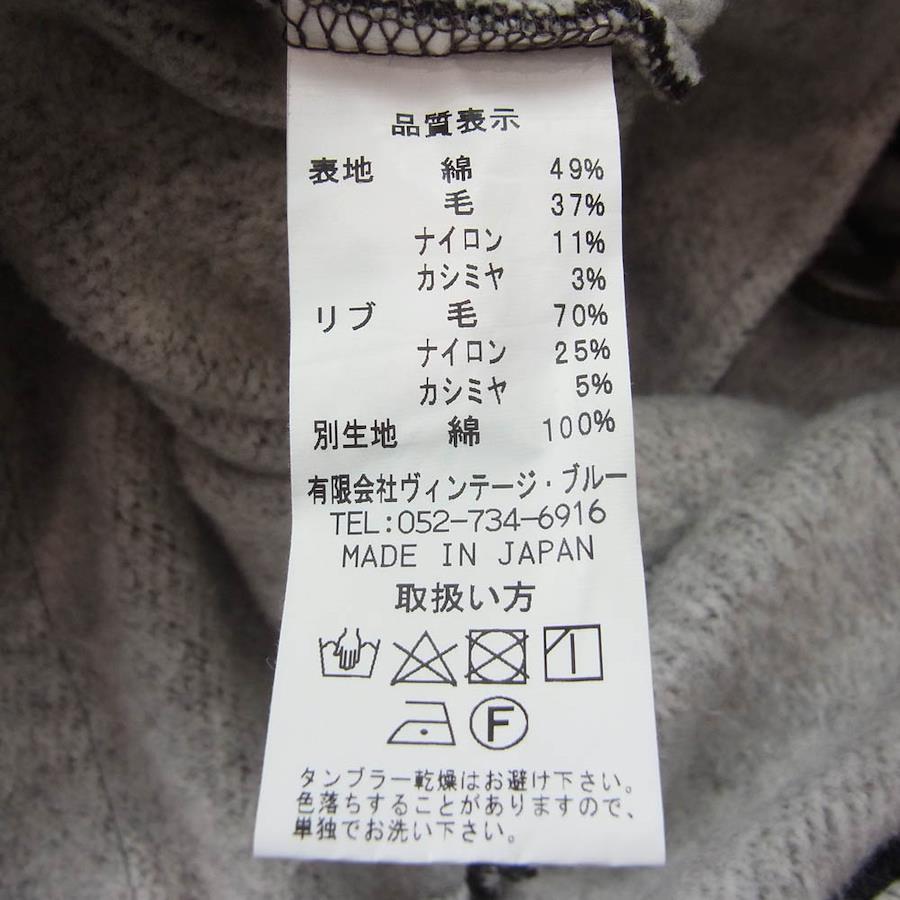 品質表示
表地 綿 49%
毛 37%
ナイロン 11%
カシミヤ 3%
リブ 毛 70%
ナイロン 25%
カシミヤ 5%
別生地 綿 100%
有限会社ヴィンテージ・ブルー
TEL:052-734-6916
MADE IN JAPAN
取扱い方
F
タンブラー乾燥はお避け下さい。
色落ちすることがありますので、
単独でお洗い下さい。